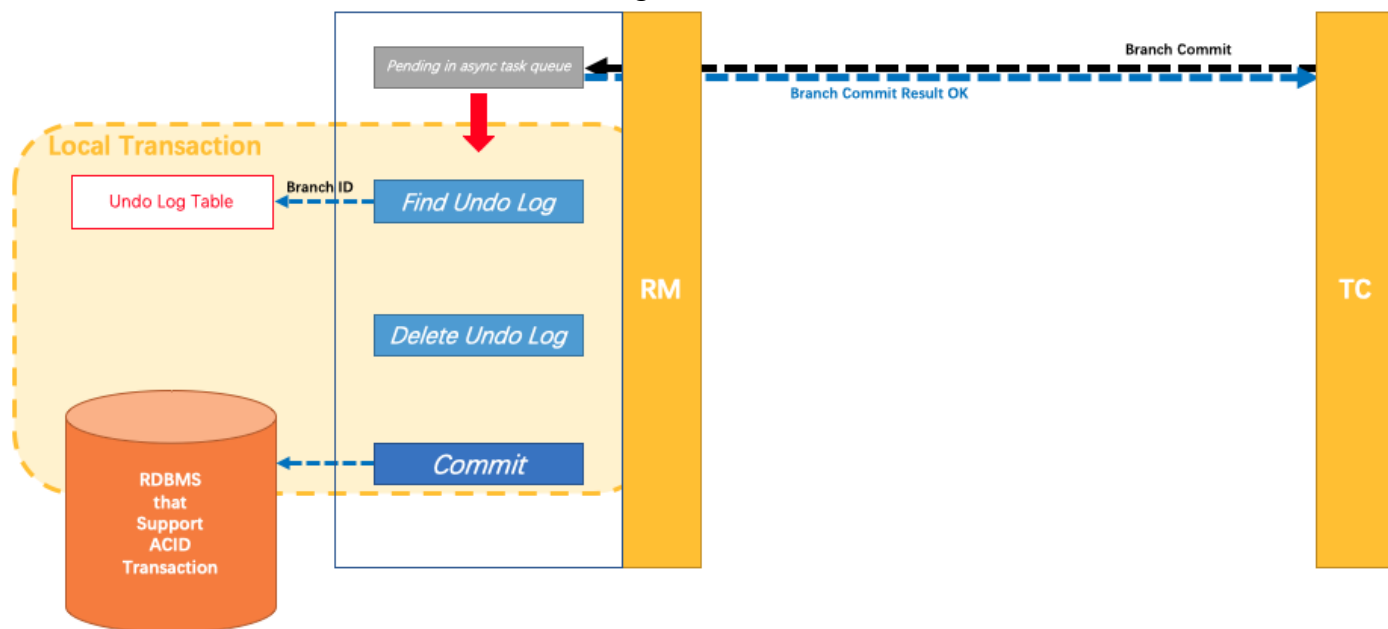 Branch Commit
Pending in async task queue
Branch Commit Result OK
Local Transaction
Branch ID
Undo Log Table
Find Undo Log
RM
TC
Delete Undo Log
Commit
RDBMS
that
Support
ACID
Transaction